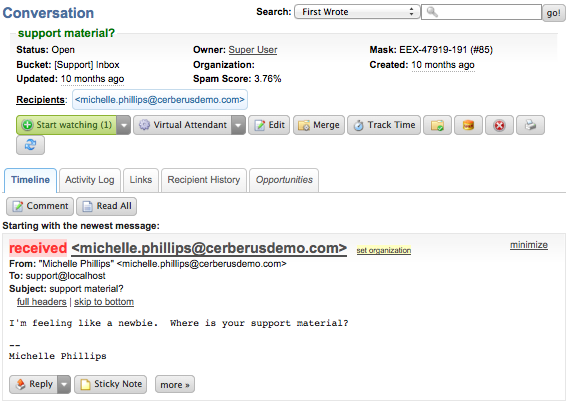 Conversation
Search: First Wrote go!
support material?
Status: Open Owner: Super User Mask: EEX-47919-191 (#85)
Bucket: [Support] Inbox Organization: Created: 10 months ago
Updated: 10 months ago Spam Score: 3.76%
Recipients: <michelle.phillips@cerberusdemo.com>
Start watching (1) Virtual Attendant Edit Merge Track Time
Timeline Activity Log Links Recipient History Opportunities
Comment Read All
Starting with the newest message:
received <michelle.phillips@cerberusdemo.com> set organization minimize
From: "Michelle Phillips" <michelle.phillips@cerberusdemo.com>
To: support@localhost
Subject: support material?
full headers | skip to bottom
I'm feeling like a newbie.  Where is your support material?
--
Michelle Phillips
Reply Sticky Note more »